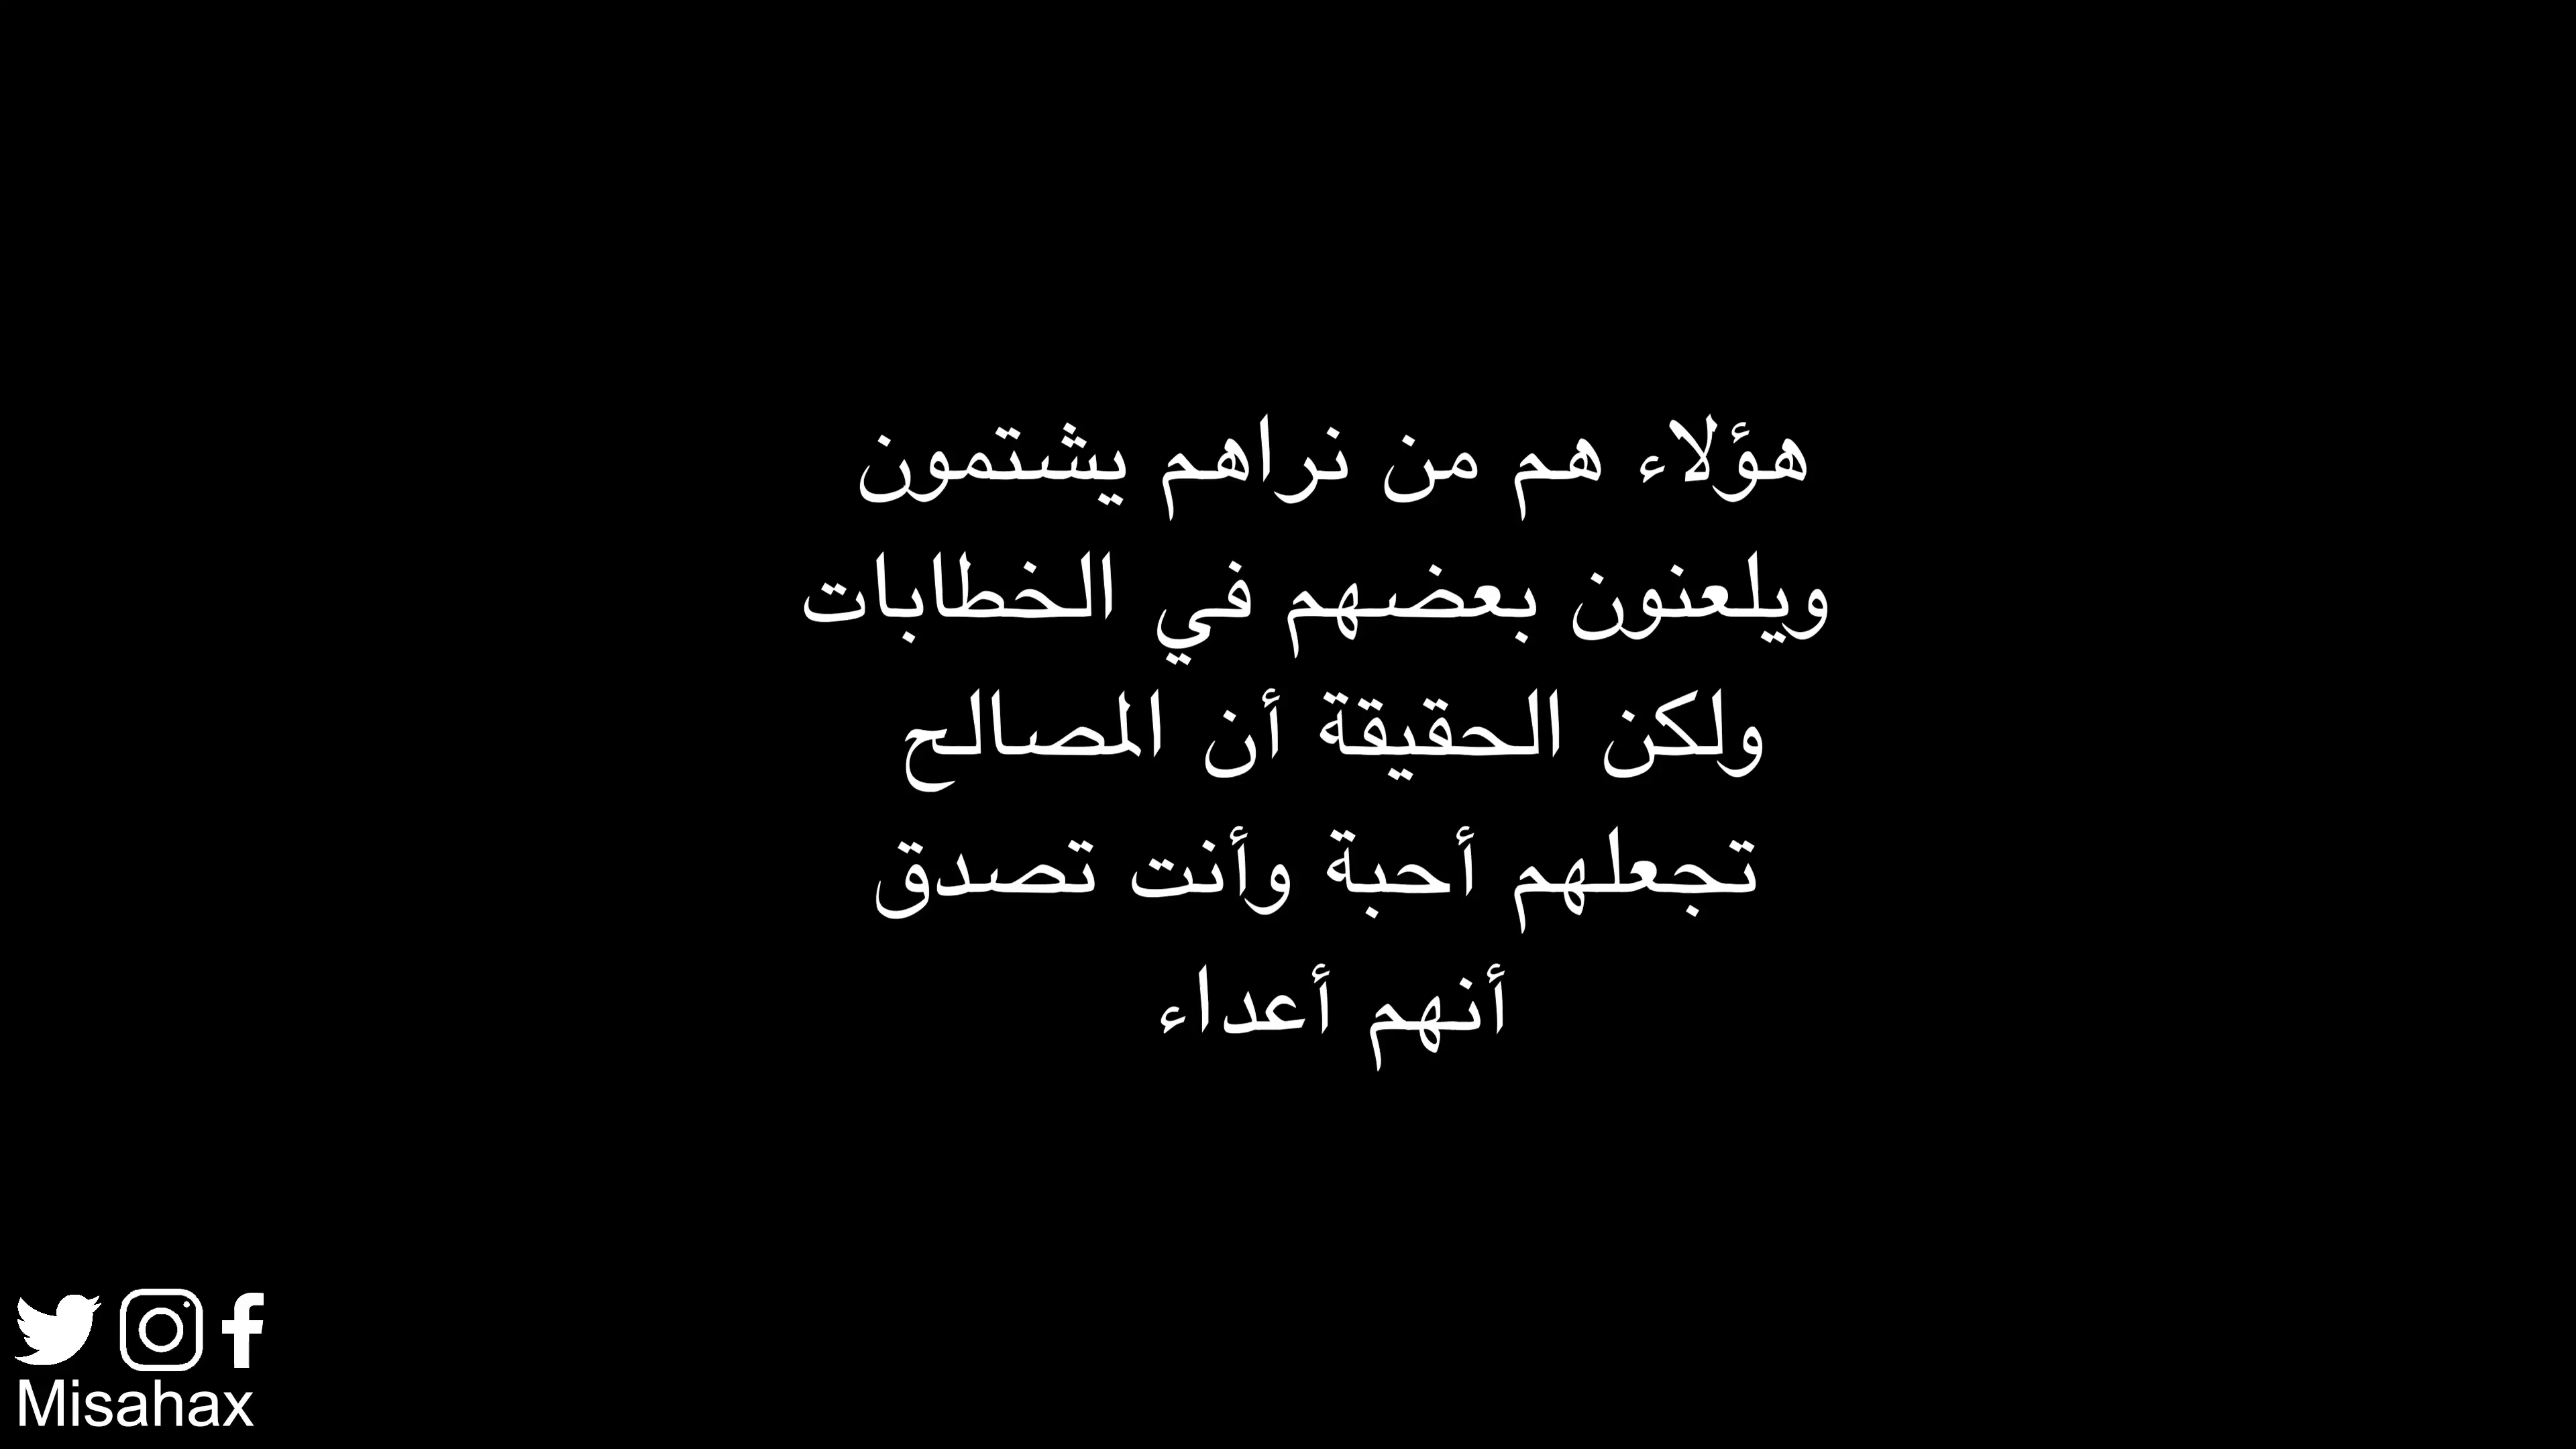 هؤلاء هم من نراهم يشتمون
ويلعنون بعضهم في الخطابات
ولكن الحقيقة أن المصالح
تجعلهم أحبة وأنت تصدق
أنهم أعداء
Misahax